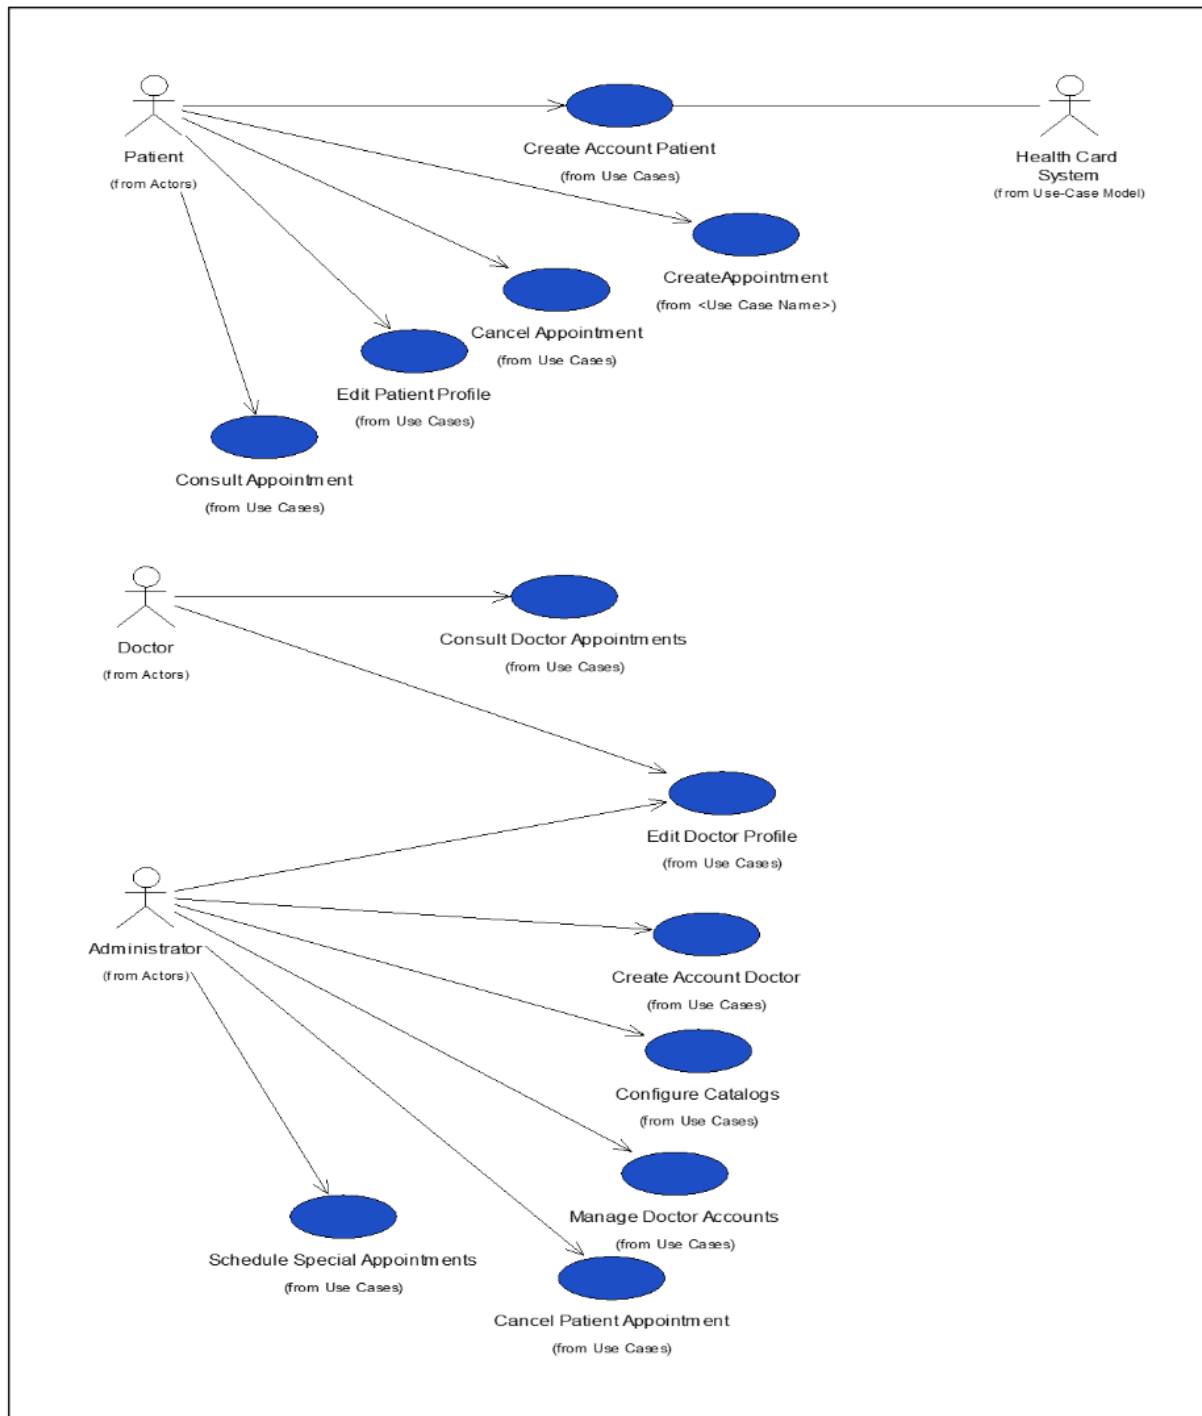 Patient
(from Actors)
Create Account Patient
(from Use Cases)
Health Card
System
(from Use-Case Model)
CreateAppointment
(from <Use Case Name>)
Cancel Appointment
(from Use Cases)
Edit Patient Profile
(from Use Cases)
Consult Appointment
(from Use Cases)
Doctor
(from Actors)
Consult Doctor Appointments
(from Use Cases)
Edit Doctor Profile
(from Use Cases)
Administrator
(from Actors)
Create Account Doctor
(from Use Cases)
Configure Catalogs
(from Use Cases)
Manage Doctor Accounts
(from Use Cases)
Schedule Special Appointments
(from Use Cases)
Cancel Patient Appointment
(from Use Cases)